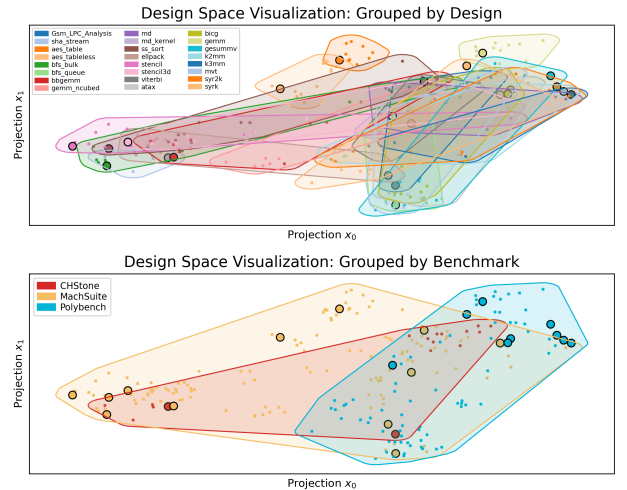 Design Space Visualization: Grouped by Design
Gsm_LPC_Analysis
sha_stream
aes_table
aes_tableless
bfs_bulk
bfs_queue
bbgemm
gemm_ncubed
md
md_kernel
ss_sort
ellpack
stencil
stencil3d
viterbi
atax
bicg
gemm
gesummv
k2mm
k3mm
mvt
syr2k
syrk
Projection x₁
Projection x₀
Design Space Visualization: Grouped by Benchmark
CHStone
MachSuite
Polybench
Projection x₁
Projection x₀